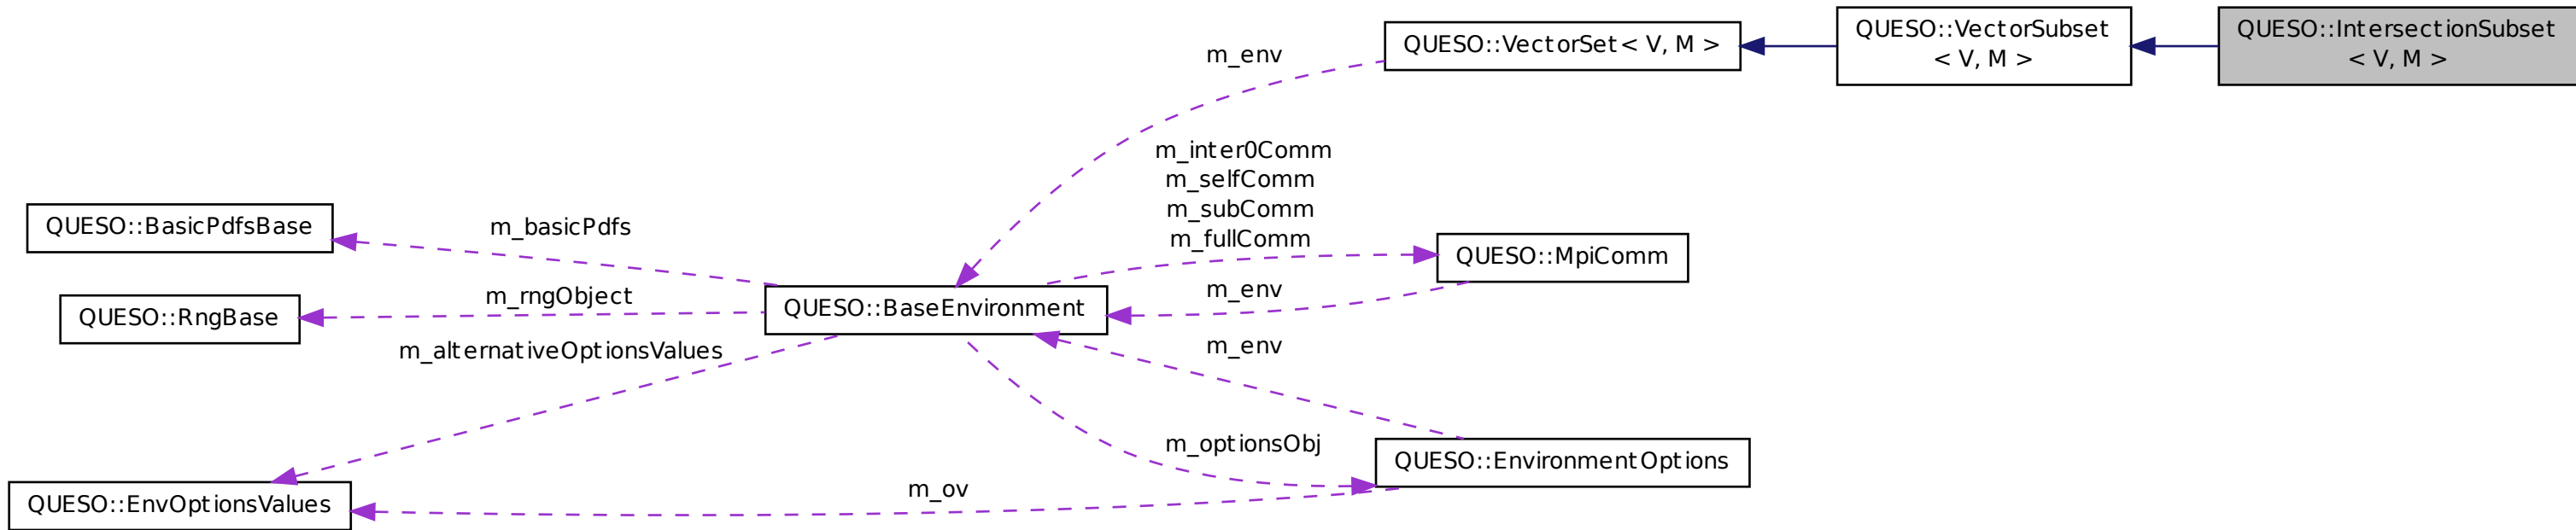 QUESO::VectorSet< V, M >
QUESO::VectorSubset
< V, M >
QUESO::IntersectionSubset
< V, M >
m_env
m_inter0Comm
m_selfComm
m_subComm
m_fullComm
QUESO::BasicPdfsBase
m_basicPdfs
QUESO::MpiComm
m_env
QUESO::RngBase
m_rngObject
QUESO::BaseEnvironment
m_alternativeOptionsValues
m_env
m_optionsObj
QUESO::EnvironmentOptions
m_ov
QUESO::EnvOptionsValues